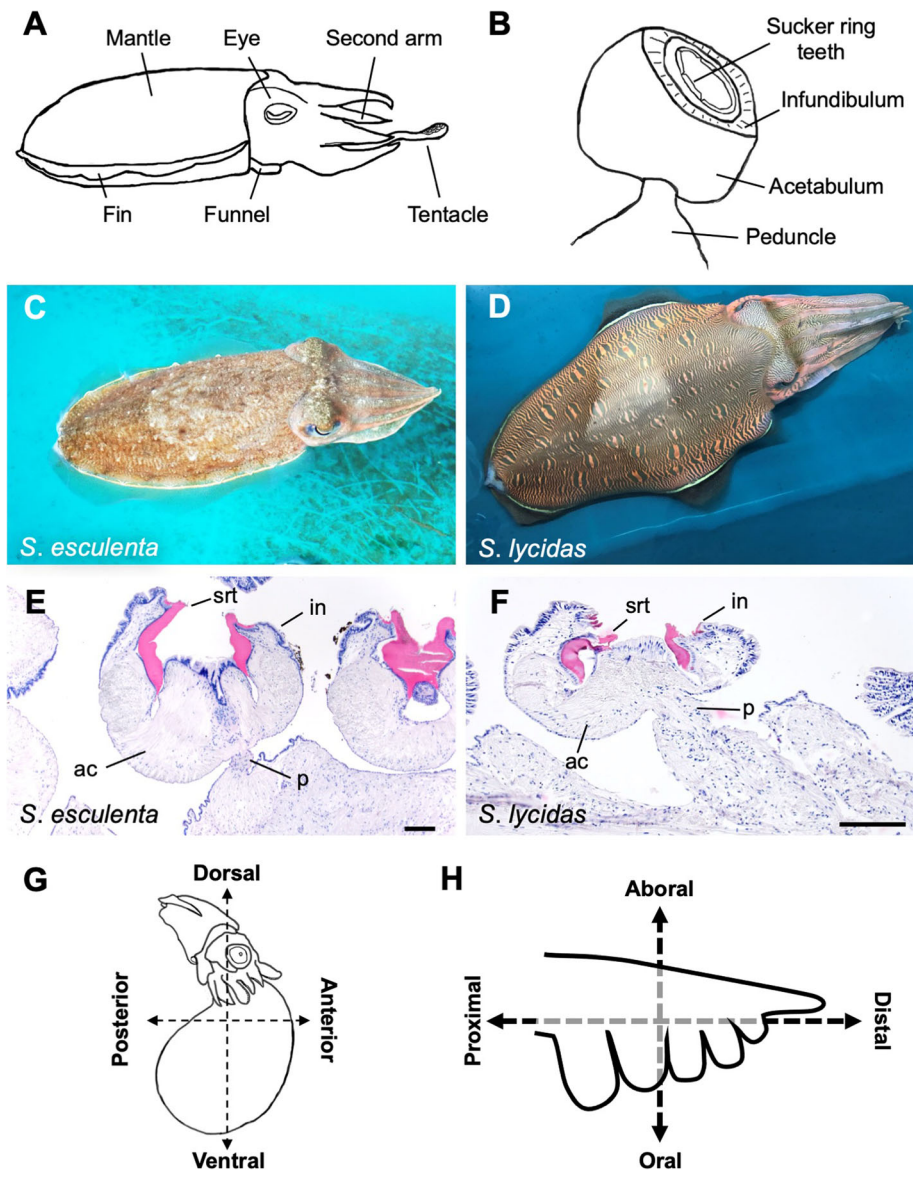 A
Mantle
Eye
Second arm
Fin
Funnel
Tentacle
B
Sucker ring
teeth
Infundibulum
Acetabulum
Peduncle
C
S. esculenta
D
S. lycidas
E
srt
in
ac
p
S. esculenta
F
srt
in
p
ac
S. lycidas
G
Dorsal
Posterior
Anterior
Ventral
H
Aboral
Proximal
Distal
Oral